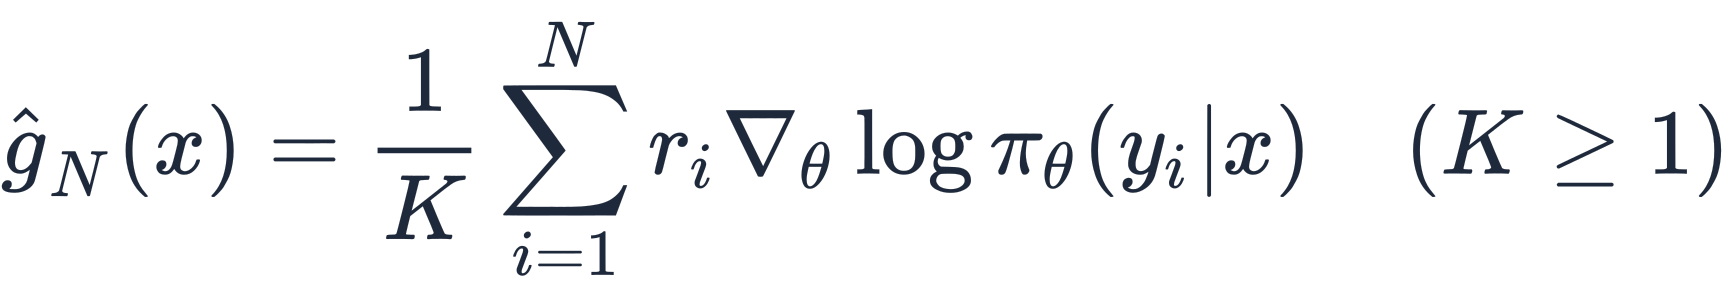 ĝ_N(x) = \frac{1}{K} \sum_{i=1}^{N} r_i ∇_θ log π_θ(y_i|x) (K ≥ 1)